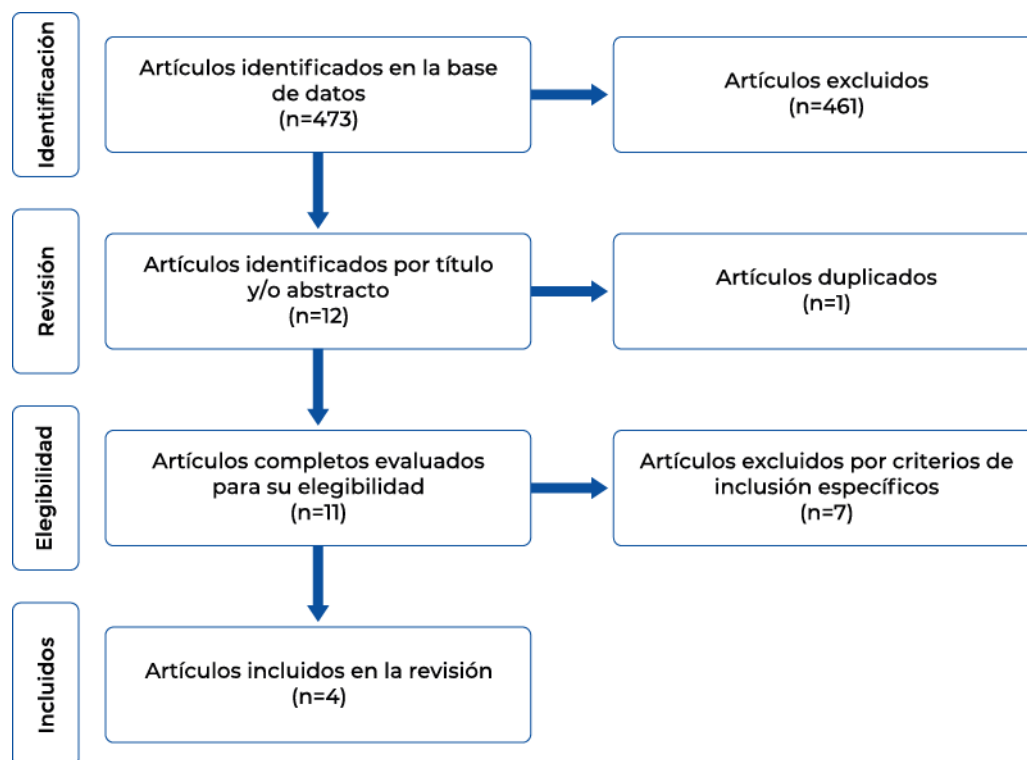 Identificación
Artículos identificados en la base
de datos
(n=473)
Artículos excluidos
(n=461)
Revisión
Artículos identificados por título
y/o abstracto
(n=12)
Artículos duplicados
(n=1)
Elegibilidad
Artículos completos evaluados
para su elegibilidad
(n=11)
Artículos excluidos por criterios de
inclusión específicos
(n=7)
Incluidos
Artículos incluidos en la revisión
(n=4)